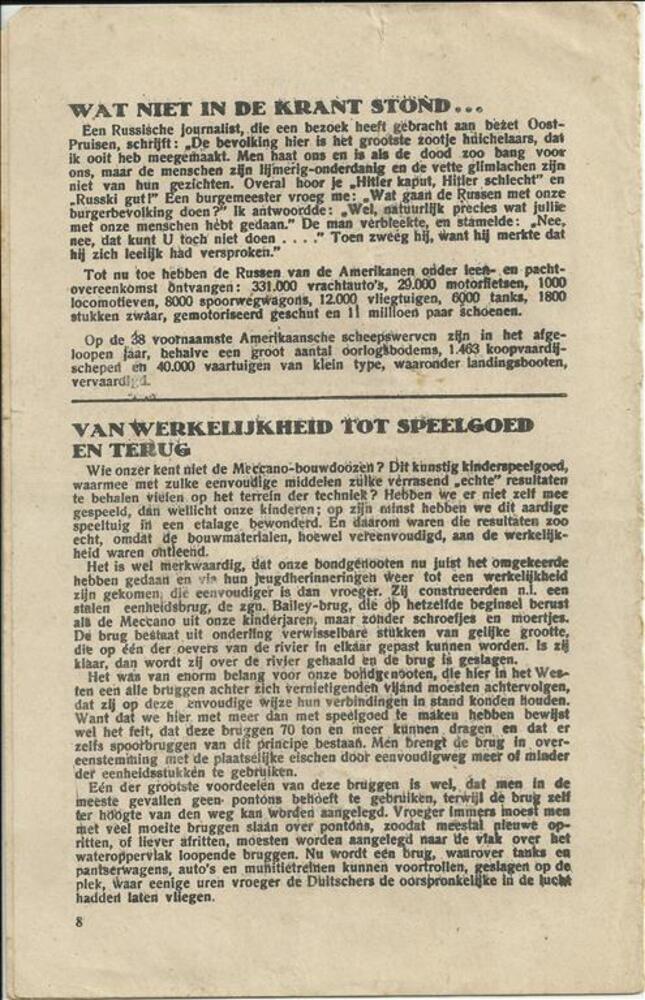 WAT NIET IN DE KRANT STOND...
Een Russische journalist, die een bezoek heeft gebracht aan bezet Oost-
Pruisen, schrijft: „De bevolking hier is het grootste zootje huichelaars, dat
ik ooit heb meegemaakt. Men haat ons en is als de dood zoo bang voor
ons, maar de menschen zijn lijmerig-onderdanig en de vette glimlachen zijn
niet van hun gezichten. Overal hoor je „Hitler kaput, Hitler schlecht” en
„Russki gut!” Een burgemeester vroeg me: „Wat gaan de Russen met onze
burgerbevolking doen?” Ik antwoordde: „Wel, natuurlijk precies wat jullie
met onze menschen hebt gedaan.” De man verbleekte, en stamelde: „Nee,
nee, dat kunt U toch niet doen . . . .” Toen zweeg hij, want hij merkte dat
hij zich leelijk had versproken.”
Tot nu toe hebben de Russen van de Amerikanen onder leen- en pacht-
overeenkomst ontvangen: 331.000 vrachtauto's, 29.000 motorfietsen, 1000
locomotieven, 8000 spoorwegwagons, 12.000 vliegtuigen, 6000 tanks, 1800
stukken zwaar, gemotoriseerd geschut en 11 millioen paar schoenen.
Op de 38 voornaamste Amerikaansche scheepswerven zijn in het afge-
loopen jaar, behalve een groot aantal oorlogsbodems, 1.463 koopvaardij-
schepen en 40.000 vaartuigen van klein type, waaronder landingsbooten,
vervaardigd.
VAN WERKELIJKHEID TOT SPEELGOED
EN TERUG
Wie onzer kent niet de Meccano-bouwdoozen? Dit kunstig kinderspeelgoed,
waarmee met zulke eenvoudige middelen zulke verrasend „echte” resultaten
te behalen vielen op het terrein der techniek? Hebben we er niet zelf mee
gespeeld, dan wellicht onze kinderen; op zijn minst hebben we dit aardige
speeltuig in een etalage bewonderd. En daarom waren die resultaten zoo
echt, omdat de bouwmaterialen, hoewel vereenvoudigd, aan de werkelijk-
heid waren ontleend.
Het is wel merkwaardig, dat onze bondgenooten nu juist het omgekeerde
hebben gedaan en via hun jeugdherinneringen weer tot een werkelijkheid
zijn gekomen, die eenvoudiger is dan vroeger. Zij construeerden n.l. een
stalen eenheidsbrug, de zgn. Bailey-brug, die op hetzelfde beginsel berust
als de Meccano uit onze kinderjaren, maar zonder schroefjes en moertjes.
De brug bestaat uit onderling verwisselbare stukken van gelijke grootte,
die op één der oevers van de rivier in elkaar gepast kunnen worden. Is zij
klaar, dan wordt zij over de rivier gehaald en de brug is geslagen.
Het was van enorm belang voor onze bondgenooten, die hier in het Wes-
ten een alle bruggen achter zich vernietigenden vijand moesten achtervolgen,
dat zij op deze envoudige wijze hun verbindingen in stand konden houden.
Want dat we hier met meer dan met speelgoed te maken hebben bewijst
wel het feit, dat deze bruggen 70 ton en meer kunnen dragen en dat er
zelfs spoorbruggen van dit principe bestaan. Men brengt de brug in over-
eenstemming met de plaatselijke eischen door eenvoudigweg meer of minder
der eenheidsstukken te gebruiken.
Eén der grootste voordeelen van deze bruggen is wel, dat men in de
meeste gevallen geen pontons behoeft te gebruiken, terwijl de brug zelf
ter hoogte van den weg kan worden aangelegd. Vroeger immers moest men
met veel moeite bruggen slaan over pontons, zoodat meestal nieuwe op-
ritten, of liever afritten, moesten worden aangelegd naar de vlak over het
wateroppervlak loopende bruggen. Nu wordt een brug, waarover tanks en
pantserwagens, auto's en munitietreinen kunnen voortrollen, geslagen op de
plek, waar eenige uren vroeger de Duitschers de oorspronkelijke in de lucht
hadden laten vliegen.
8